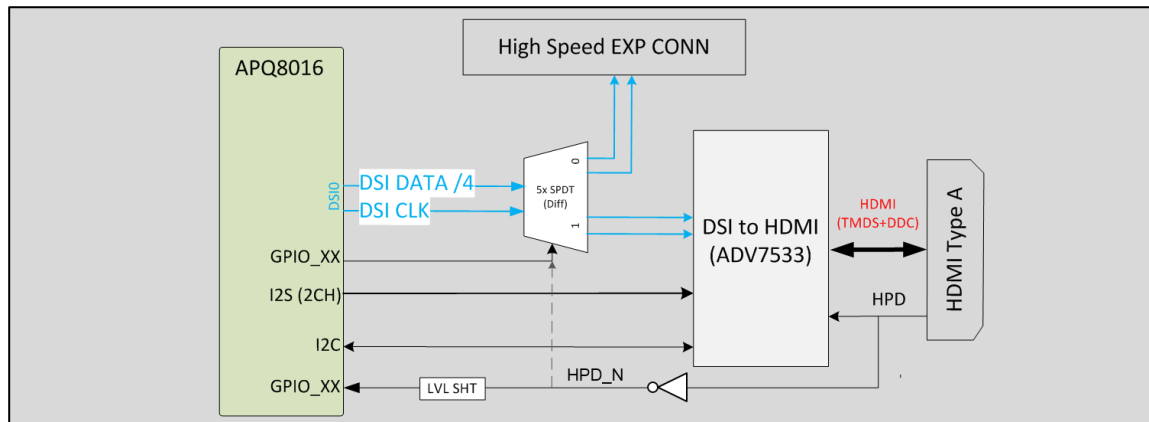 High Speed EXP CONN
APQ8016
DSI0
DSI DATA /4
DSI CLK
5x SPDT
(Diff)
0
1
DSI to HDMI
(ADV7533)
HDMI
(TMDS+DDC)
HDMI Type A
GPIO_XX
I2S (2CH)
HPD
I2C
GPIO_XX
LVL SHT
HPD_N